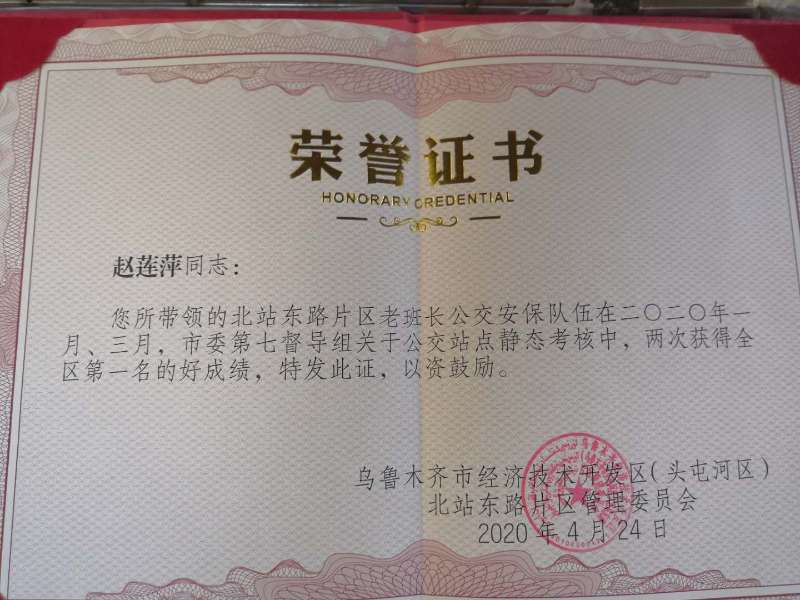 荣誉证书
HONORARY CREDENTIAL
赵莲萍同志：
您所带领的北站东路片区老班长公交安保队伍在二〇二〇年一
月、三月，市委第七督导组关于公交站点静态考核中，两次获得全
区第一名的好成绩，特发此证，以资鼓励。
乌鲁木齐市经济技术开发区（头屯河区）
北站东路片区管理委员会
2020年4月24日